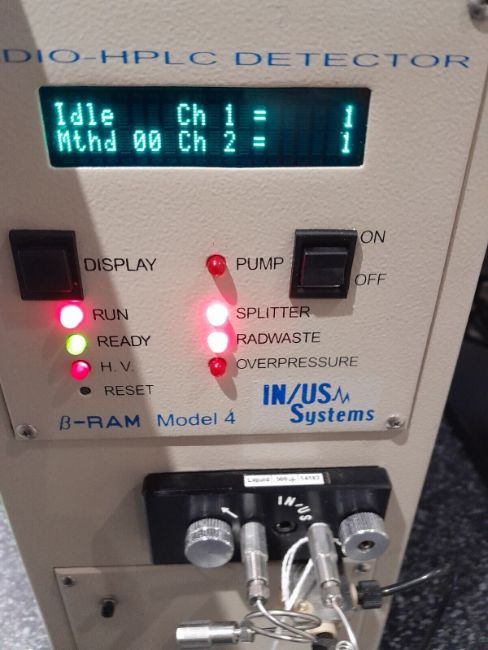 DIO-HPLC DETECTOR
Idle Ch 1 = 1
Mthd 00 Ch 2 = 1
DISPLAY
PUMP
ON
OFF
RUN
SPLITTER
READY
RADWASTE
H.V.
OVERPRESSURE
RESET
IN/US
Systems
β-RAM Model 4
IN/US